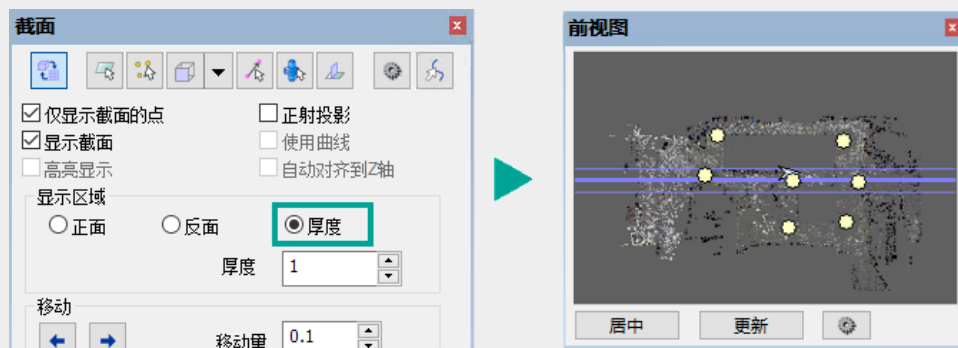 截面
仅显示截面的点
正射投影
显示截面
使用曲线
高亮显示
自动对齐到Z轴
显示区域
正面
反面
厚度
厚度
1
移动
移动量
0.1
前视图
居中
更新